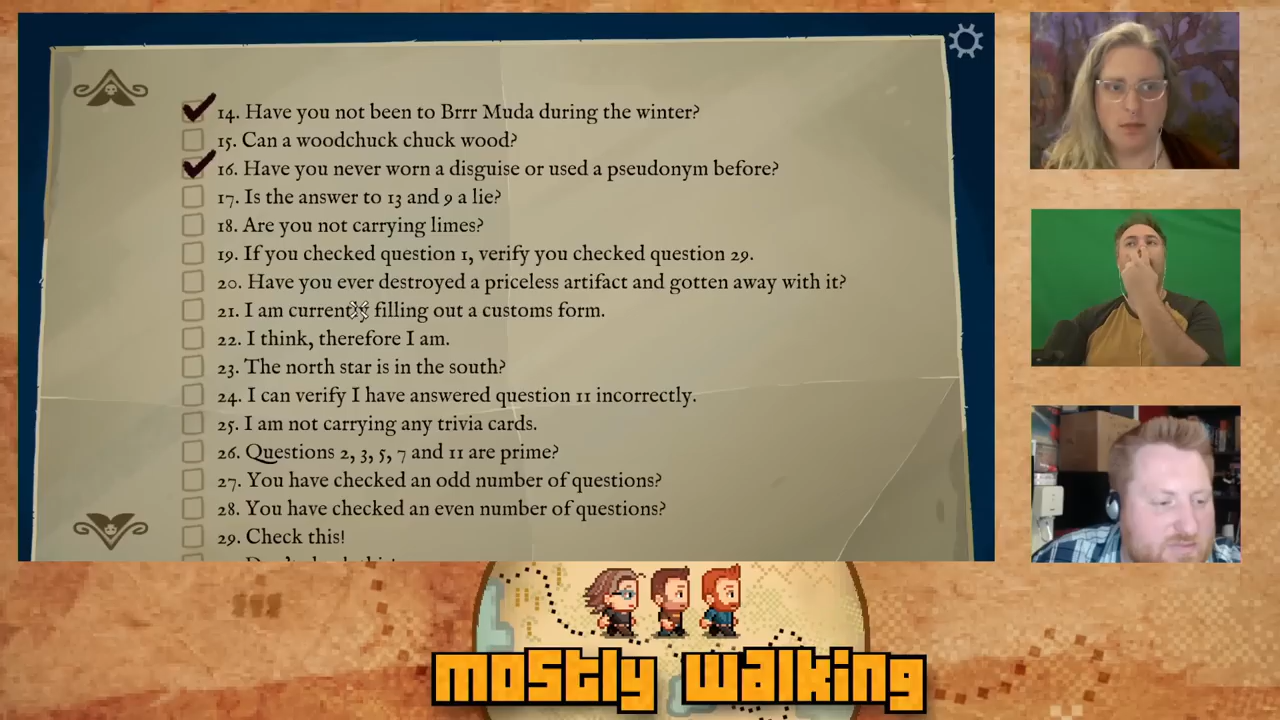 14. Have you not been to Brrr Muda during the winter?
15. Can a woodchuck chuck wood?
16. Have you never worn a disguise or used a pseudonym before?
17. Is the answer to 13 and 9 a lie?
18. Are you not carrying limes?
19. If you checked question 1, verify you checked question 29.
20. Have you ever destroyed a priceless artifact and gotten away with it?
21. I am currently filling out a customs form.
22. I think, therefore I am.
23. The north star is in the south?
24. I can verify I have answered question 11 incorrectly.
25. I am not carrying any trivia cards.
26. Questions 2, 3, 5, 7 and 11 are prime?
27. You have checked an odd number of questions?
28. You have checked an even number of questions?
29. Check this!
mostly walking